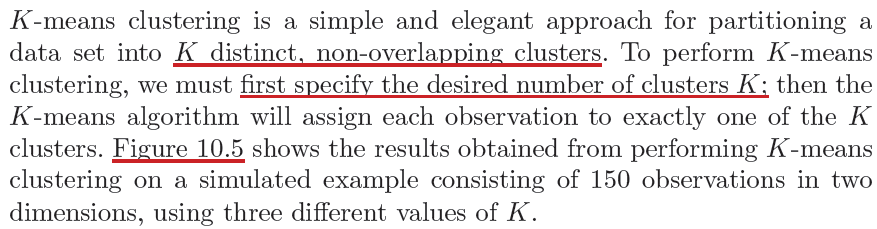 K-means clustering is a simple and elegant approach for partitioning a
data set into K distinct, non-overlapping clusters. To perform K-means
clustering, we must first specify the desired number of clusters K; then the
K-means algorithm will assign each observation to exactly one of the K
clusters. Figure 10.5 shows the results obtained from performing K-means
clustering on a simulated example consisting of 150 observations in two
dimensions, using three different values of K.